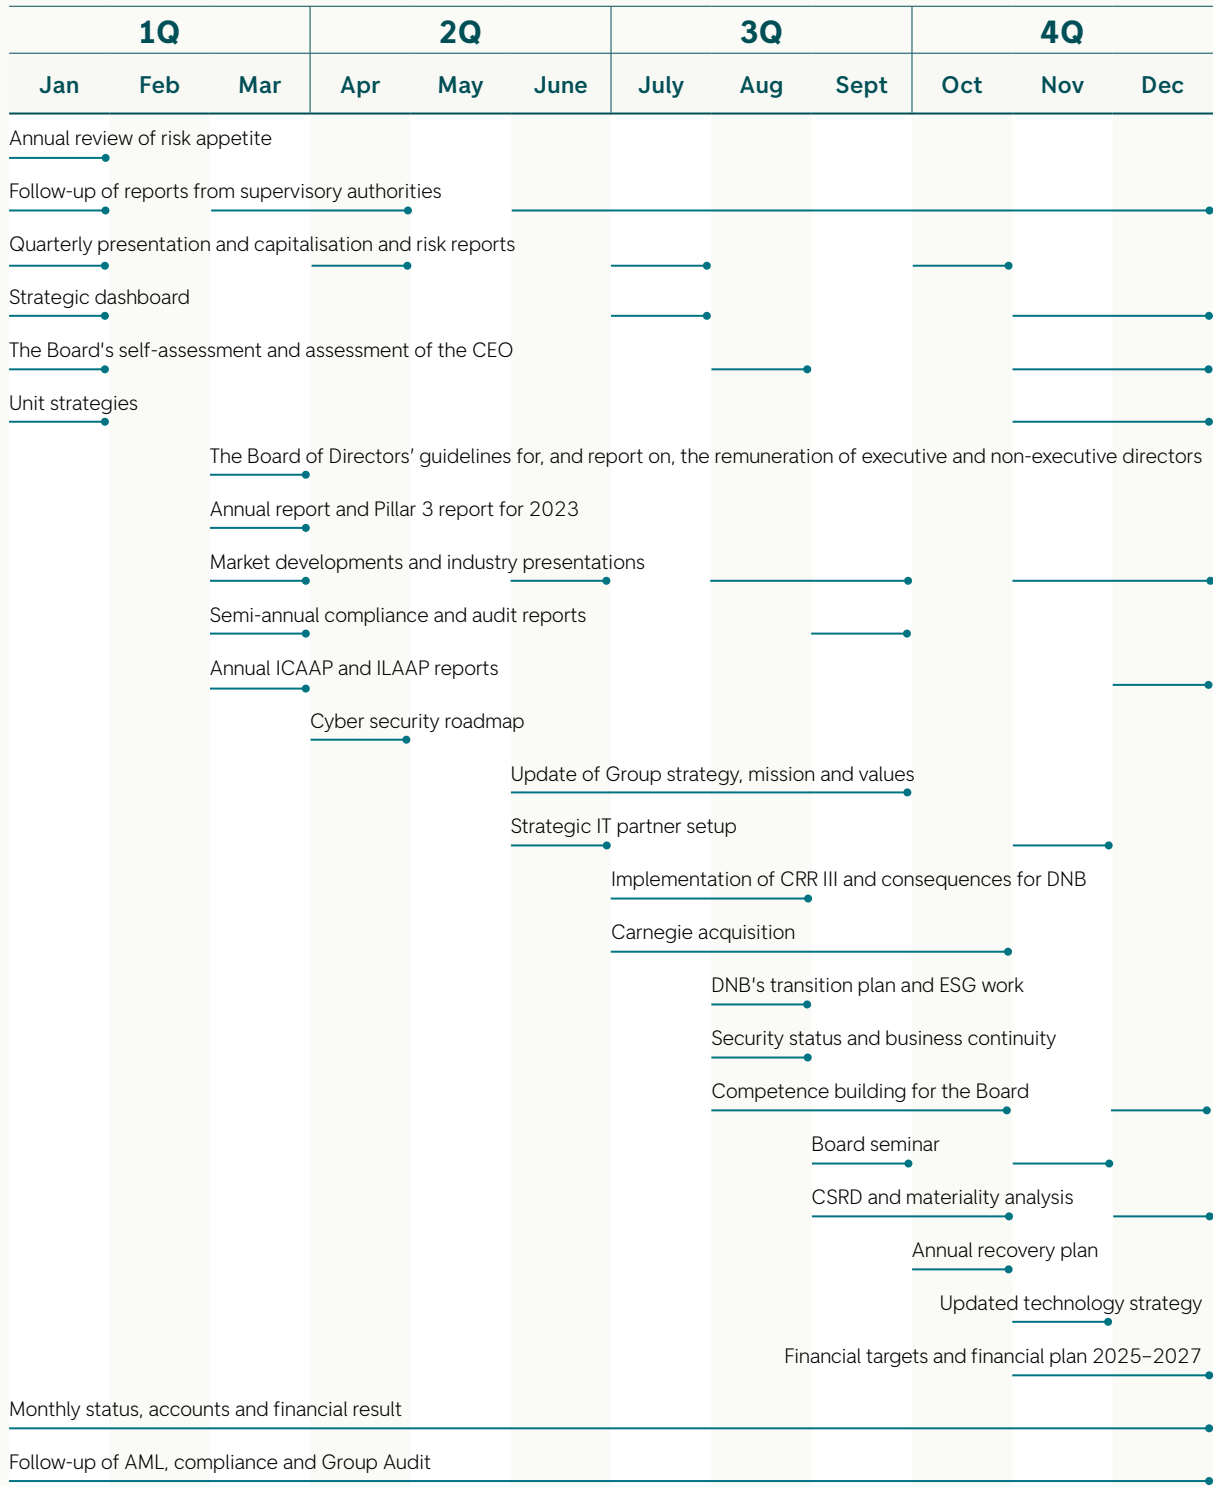 1Q 2Q 3Q 4Q
Jan Feb Mar Apr May June July Aug Sept Oct Nov Dec
Annual review of risk appetite
Follow-up of reports from supervisory authorities
Quarterly presentation and capitalisation and risk reports
Strategic dashboard
The Board's self-assessment and assessment of the CEO
Unit strategies
The Board of Directors' guidelines for, and report on, the remuneration of executive and non-executive directors
Annual report and Pillar 3 report for 2023
Market developments and industry presentations
Semi-annual compliance and audit reports
Annual ICAAP and ILAAP reports
Cyber security roadmap
Update of Group strategy, mission and values
Strategic IT partner setup
Implementation of CRR III and consequences for DNB
Carnegie acquisition
DNB's transition plan and ESG work
Security status and business continuity
Competence building for the Board
Board seminar
CSRD and materiality analysis
Annual recovery plan
Updated technology strategy
Financial targets and financial plan 2025–2027
Monthly status, accounts and financial result
Follow-up of AML, compliance and Group Audit